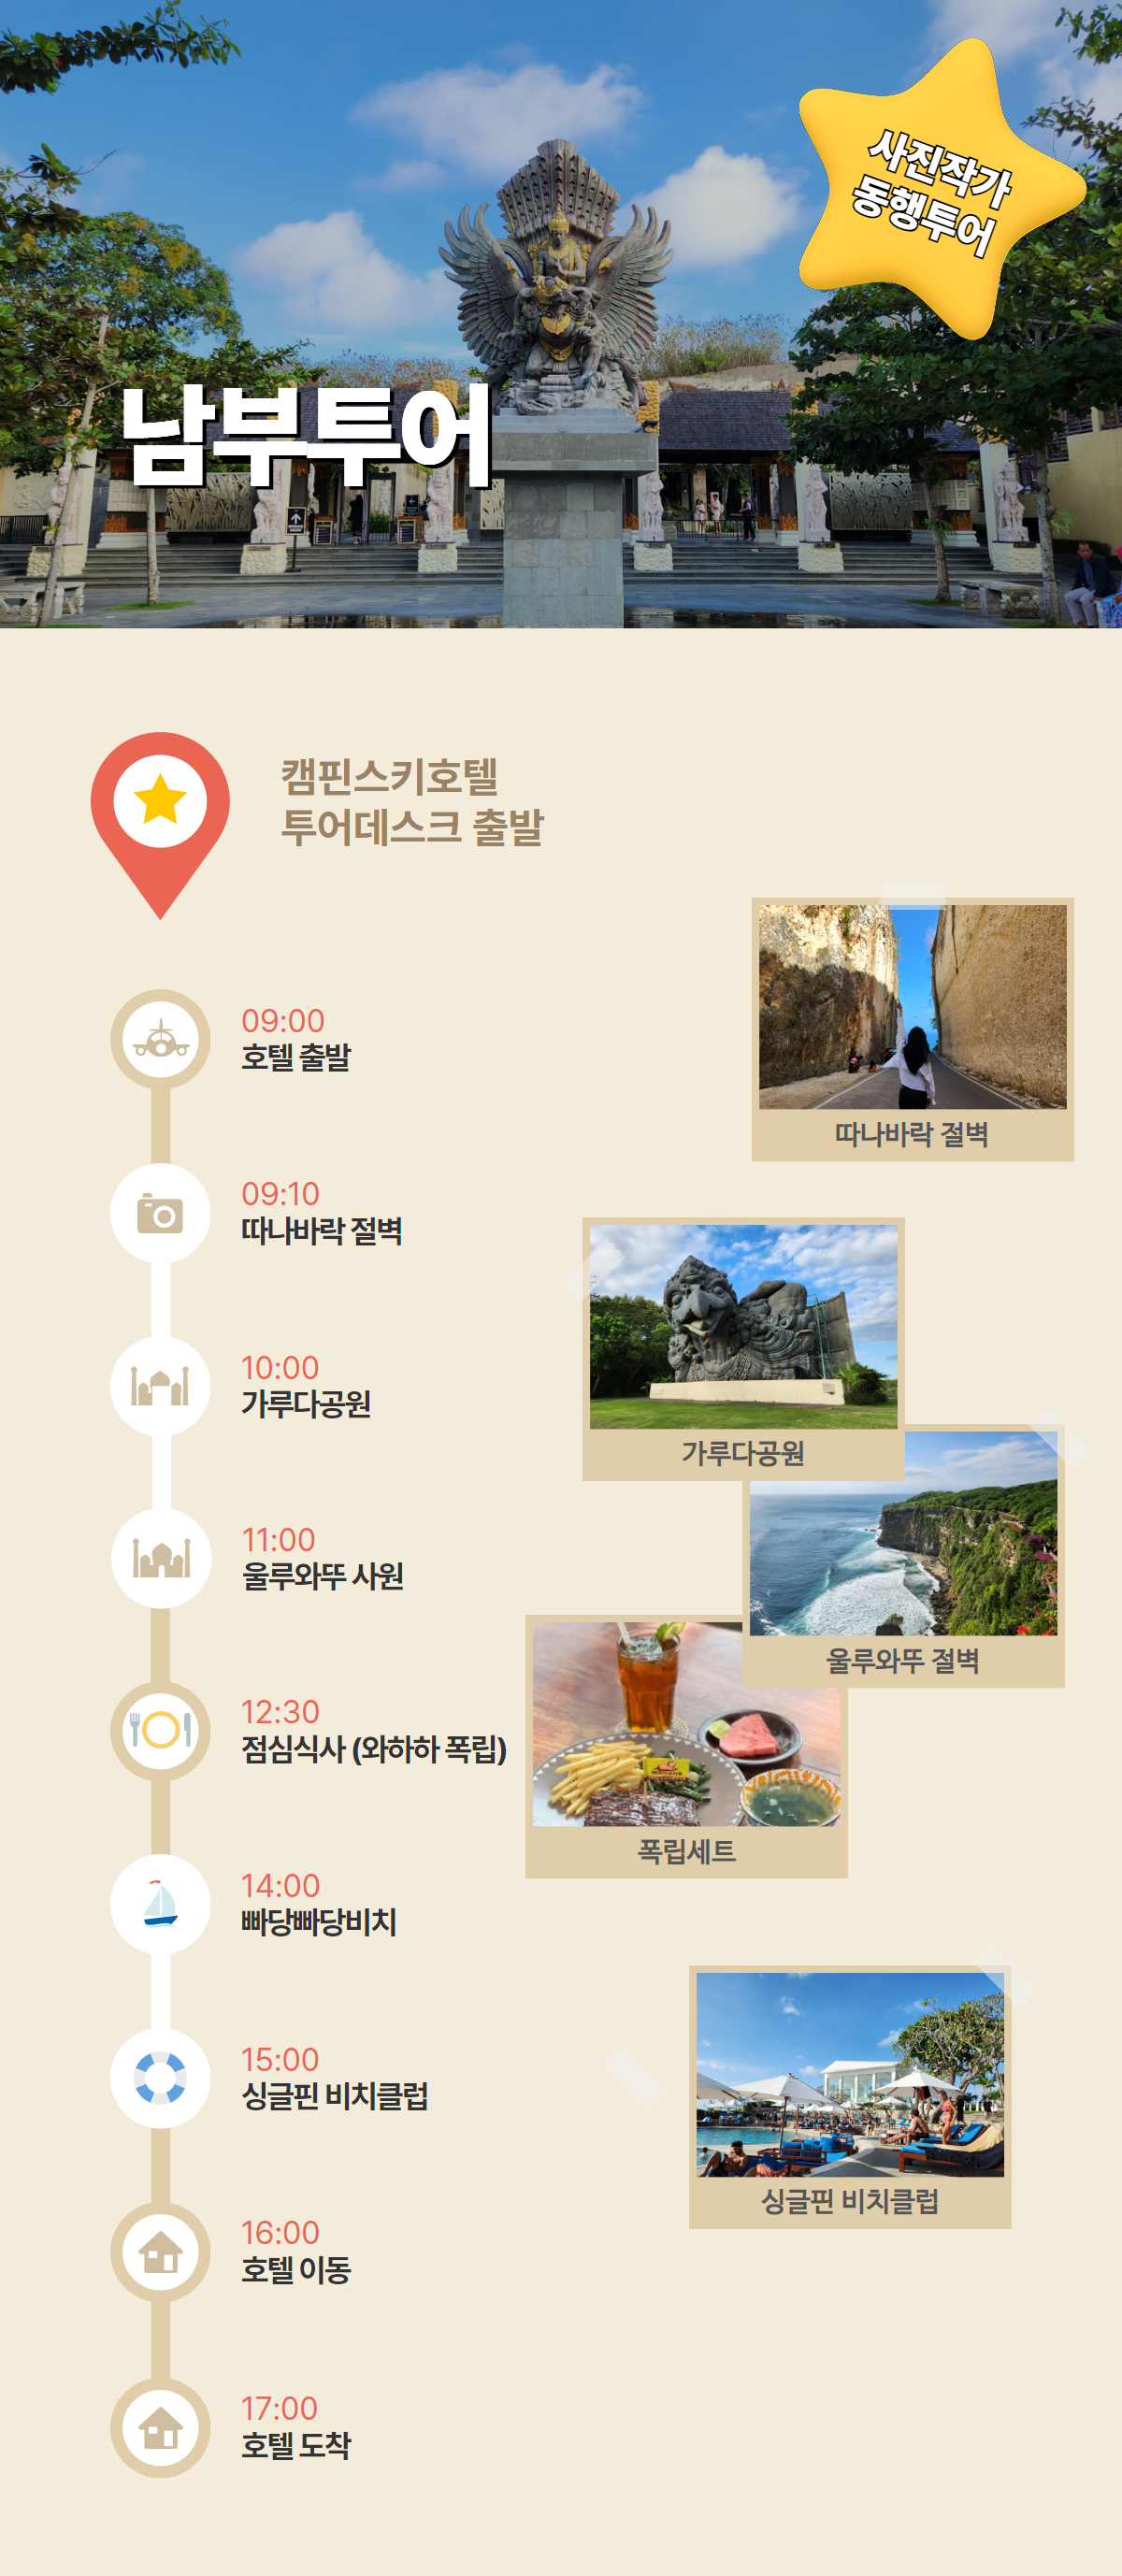 사진작가
동행투어
남부투어
캠핀스키호텔
투어데스크 출발
09:00
호텔 출발
따나바락 절벽
09:10
따나바락 절벽
10:00
가루다공원
가루다공원
11:00
울루와뚜 사원
울루와뚜 절벽
12:30
점심식사 (와하하 폭립)
폭립세트
14:00
빠당빠당비치
15:00
싱글핀 비치클럽
싱글핀 비치클럽
16:00
호텔 이동
17:00
호텔 도착